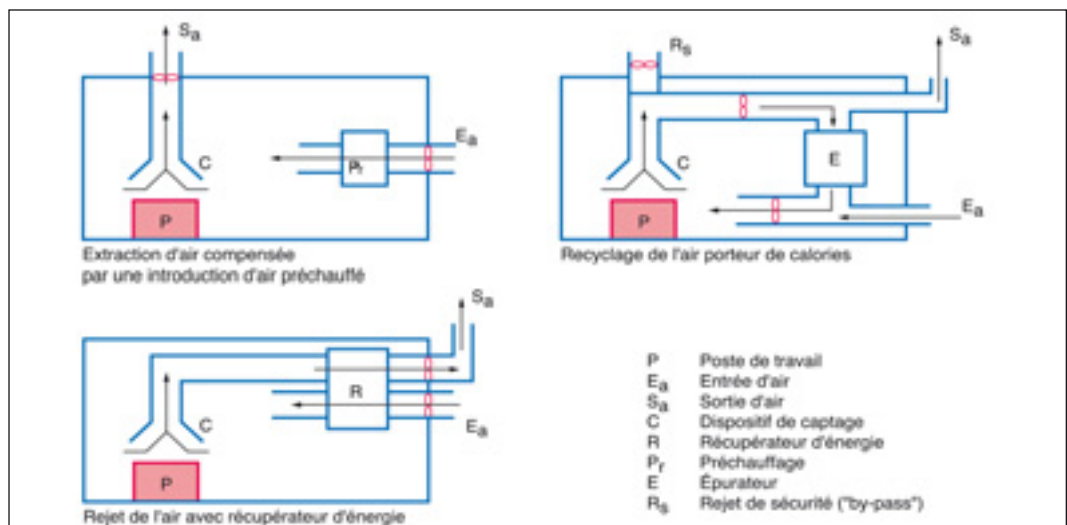 Sa
C
Ea
Pr
P
Extraction d'air compensée
par une introduction d'air préchauffé
Rs
Sa
C
E
P
Ea
Recyclage de l'air porteur de calories
Sa
R
C
Ea
P
Rejet de l'air avec récupérateur d'énergie
P Poste de travail
Ea Entrée d'air
Sa Sortie d'air
C Dispositif de captage
R Récupérateur d'énergie
Pr Préchauffage
E Épurateur
Rs Rejet de sécurité ("by-pass")